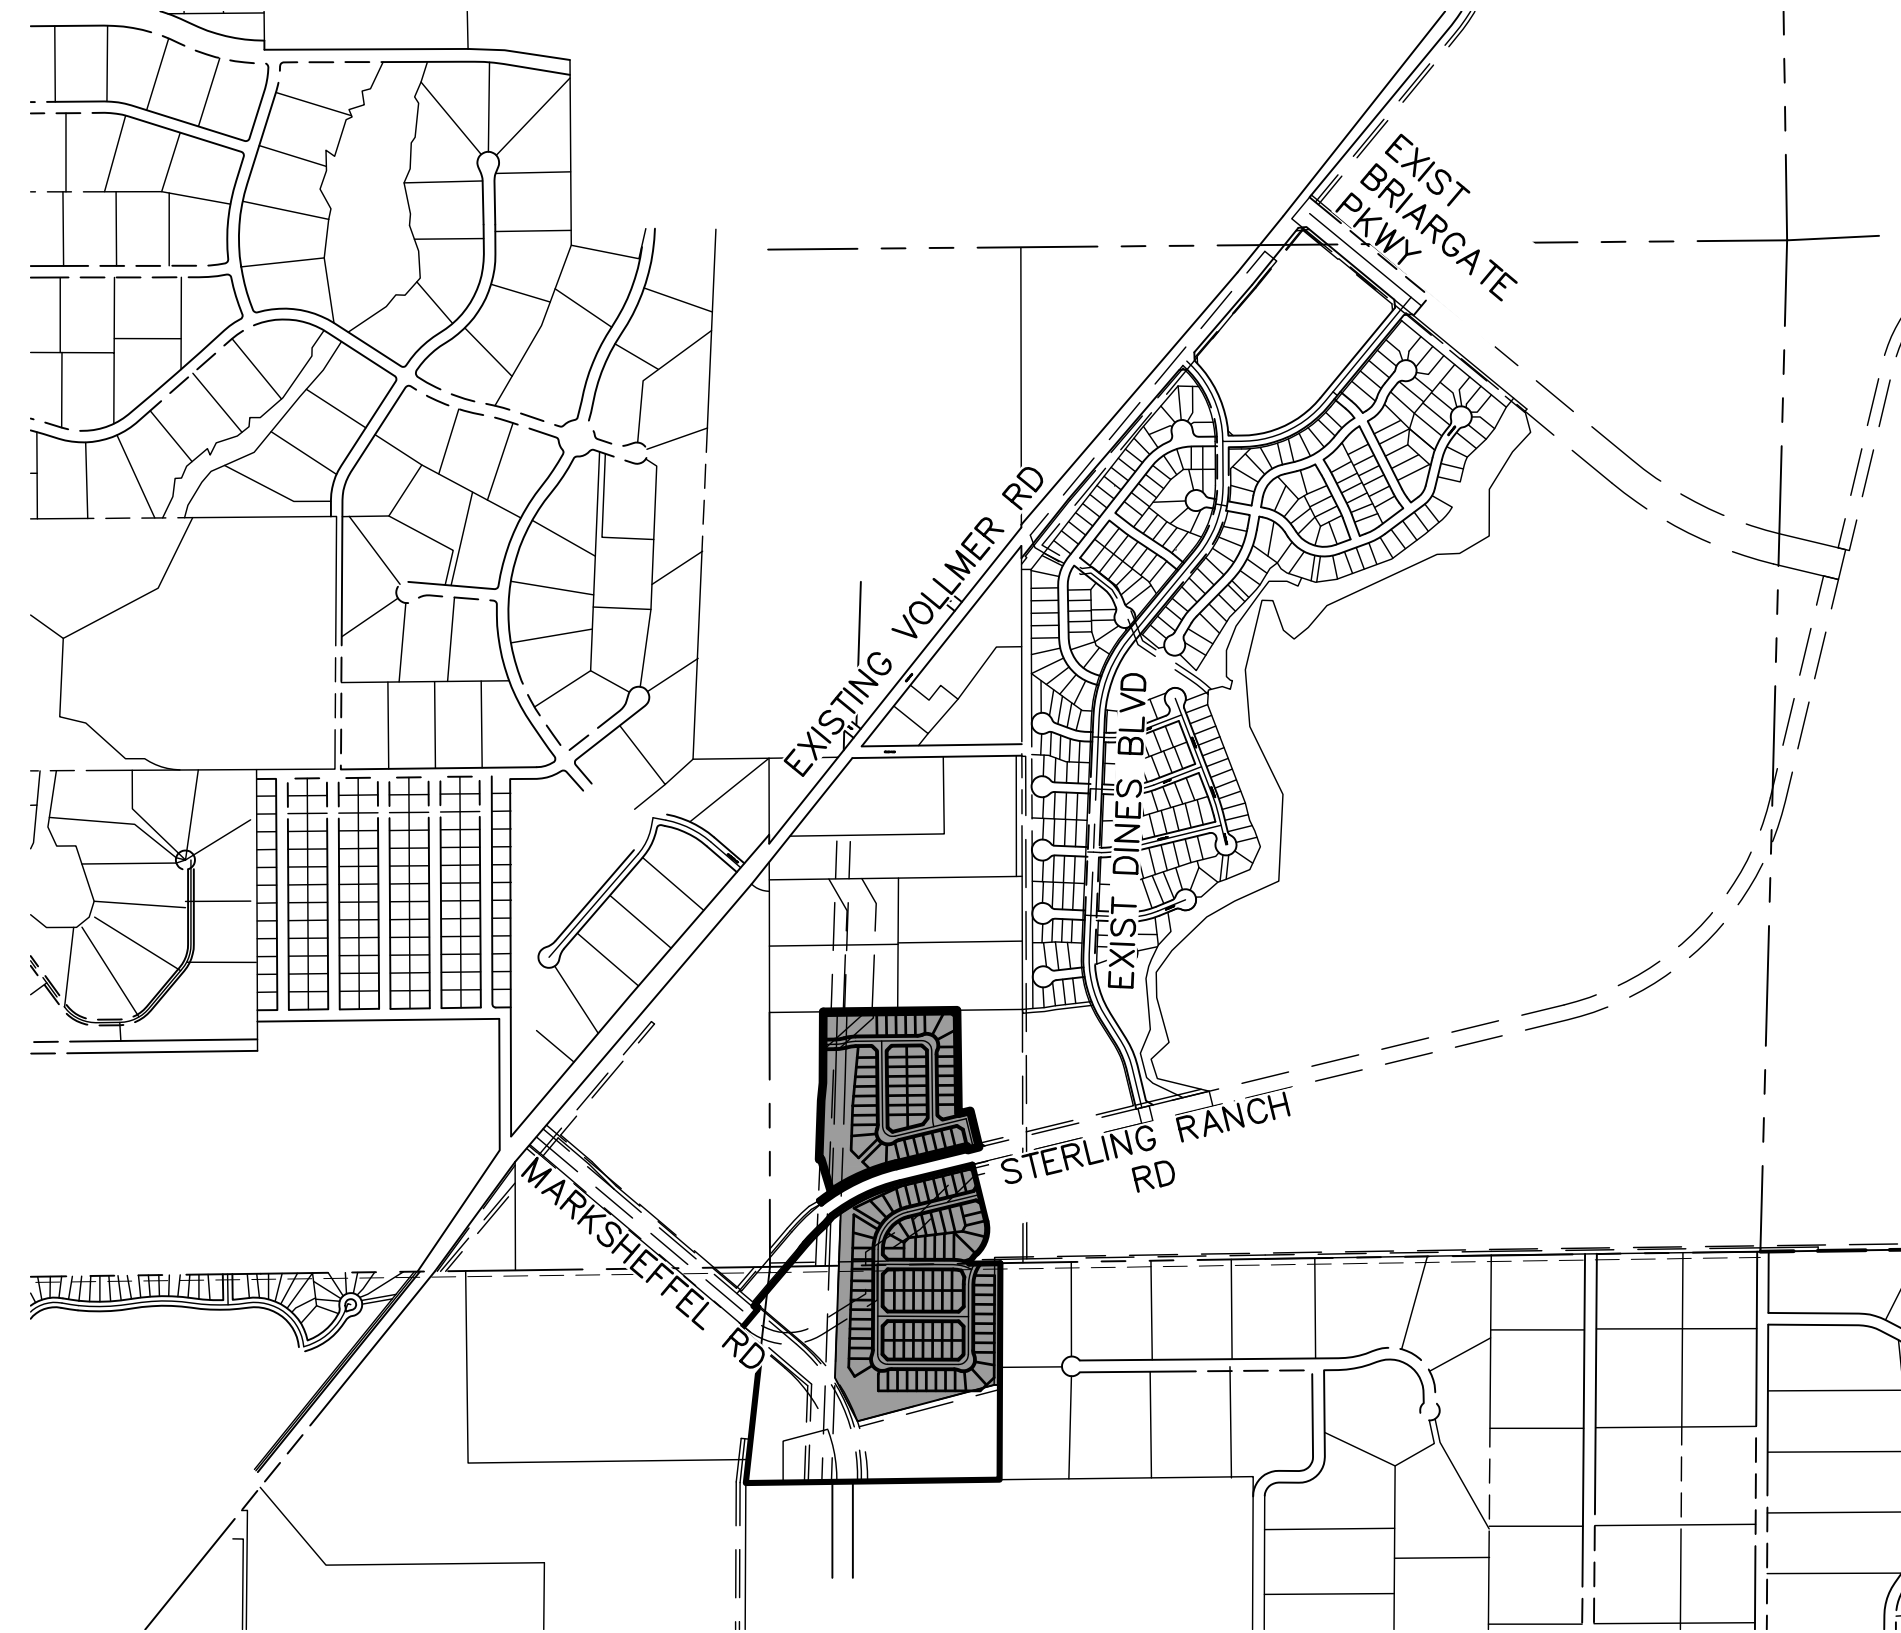 EXIST
BRIARGATE
PKWY
EXISTING VOLLMER RD
EXIST DINES BLVD
STERLING RANCH
RD
MARKSHEFFEL RD